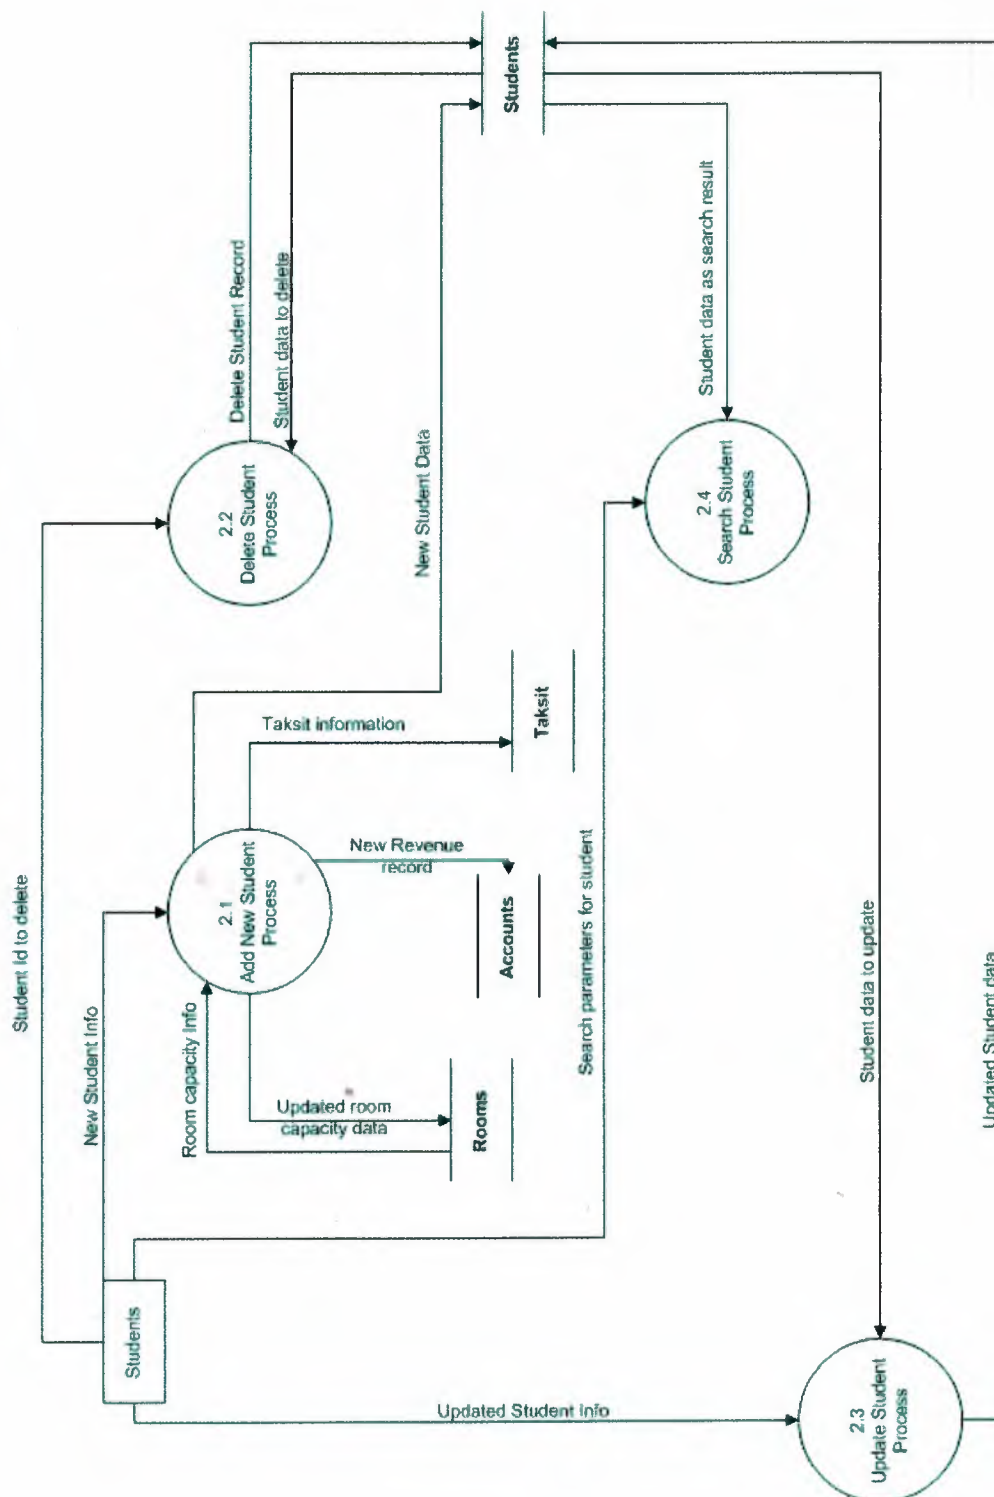 Students
Delete Student Record
Student data to delete
New Student Data
Student data as search result
2.2
Delete Student
Process
2.4
Search Student
Process
Taksit information
Taksit
New Revenue
record
Accounts
2.1
Add New Student
Process
Search parameters for student
Student Id to delete
New Student Info
Room capacity Info
Updated room
capacity data
Rooms
Student data to update
Updated Student data
Students
Updated Student Info
2.3
Update Student
Process